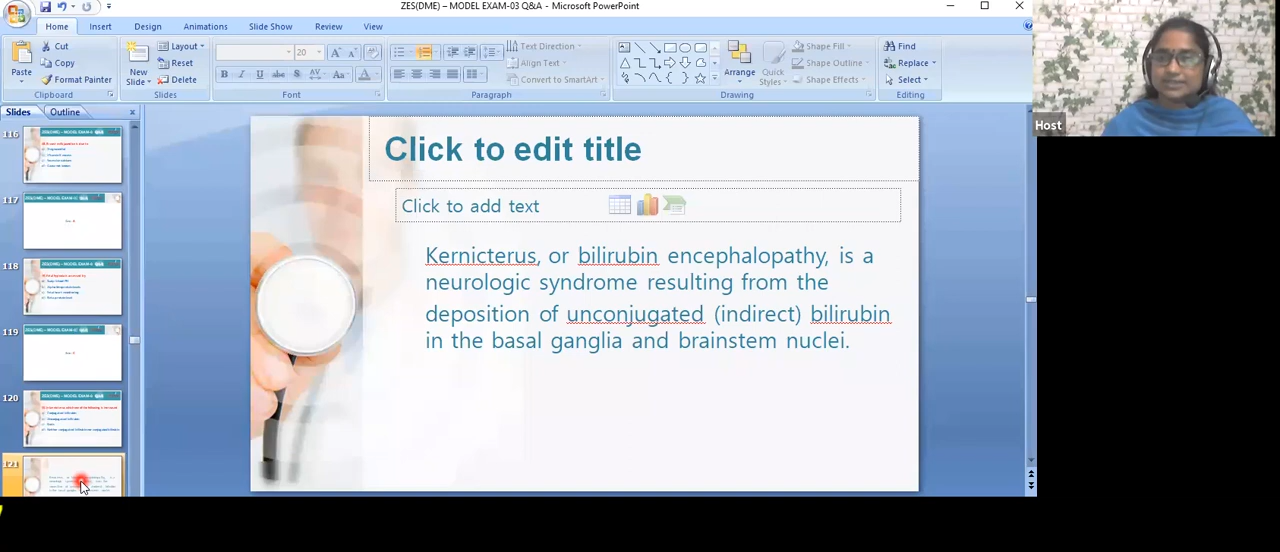 ZES(DME) – MODEL EXAM-03 Q&A - Microsoft PowerPoint
Home Insert Design Animations Slide Show Review View
Paste
Cut
Copy
Format Painter
Clipboard
New
Slide
Layout
Reset
Delete
Slides
20
Font
Text Direction
Align Text
Convert to SmartArt
Paragraph
Arrange
Quick
Styles
Shape Fill
Shape Outline
Shape Effects
Drawing
Find
Replace
Select
Editing
Host
Slides Outline
116
117
118
119
120
121
Click to edit title
Click to add text
Kernicterus, or bilirubin encephalopathy, is a
neurologic syndrome resulting from the
deposition of unconjugated (indirect) bilirubin
in the basal ganglia and brainstem nuclei.